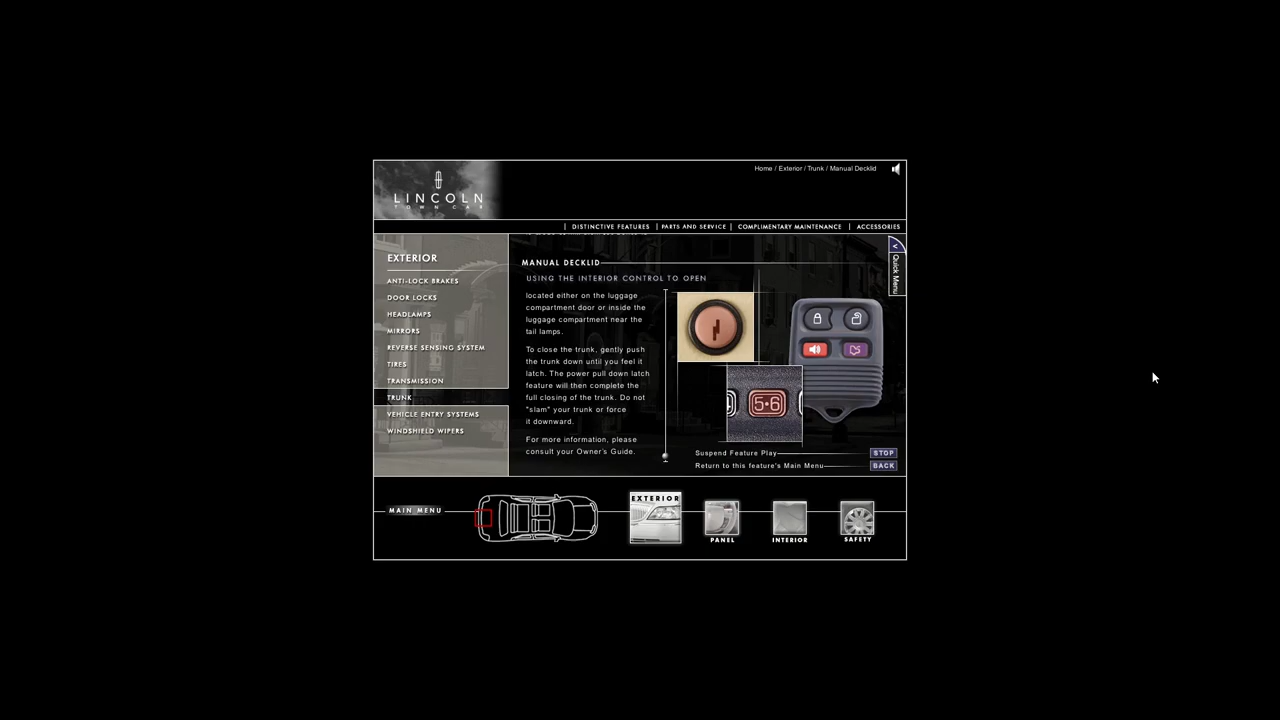 Home / Exterior / Trunk / Manual Decklid
LINCOLN
TOWN CAR
DISTINCTIVE FEATURES
PARTS AND SERVICE
COMPLIMENTARY MAINTENANCE
ACCESSORIES
Quick Menu
EXTERIOR
ANTI-LOCK BRAKES
DOOR LOCKS
HEADLAMPS
MIRRORS
REVERSE SENSING SYSTEM
TIRES
TRANSMISSION
TRUNK
VEHICLE ENTRY SYSTEMS
WINDSHIELD WIPERS
MANUAL DECKLID
USING THE INTERIOR CONTROL TO OPEN
located either on the luggage
compartment door or inside the
luggage compartment near the
tail lamps.
To close the trunk, gently push
the trunk down until you feel it
latch. The power pull down latch
feature will then complete the
full closing of the trunk. Do not
"slam" your trunk or force
it downward.
For more information, please
consult your Owner's Guide.
5•6
Suspend Feature Play
STOP
Return to this feature's Main Menu
BACK
MAIN MENU
EXTERIOR
PANEL
INTERIOR
SAFETY